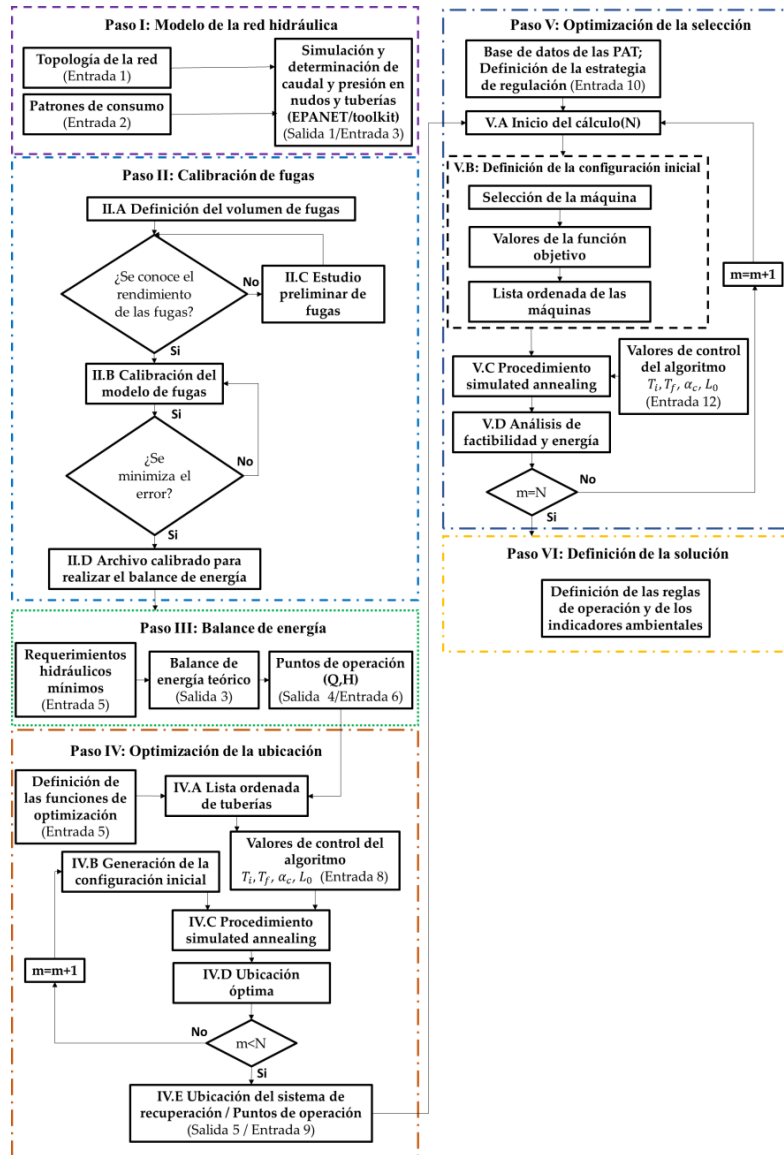 Paso I: Modelo de la red hidráulica
Topología de la red
(Entrada 1)
Patrones de consumo
(Entrada 2)
Simulación y
determinación de
caudal y presión en
nudos y tuberías
(EPANET/toolkit)
(Salida 1/Entrada 3)
Paso II: Calibración de fugas
II.A Definición del volumen de fugas
¿Se conoce el
rendimiento
de las fugas?
No
II.C Estudio
preliminar de
fugas
Si
II.B Calibración del
modelo de fugas
Si
¿Se
minimiza el
error?
No
Si
II.D Archivo calibrado para
realizar el balance de energía
Paso III: Balance de energía
Requerimientos
hidráulicos
mínimos
(Entrada 5)
Balance de
energía teórico
(Salida 3)
Puntos de operación
(Q,H)
(Salida 4/Entrada 6)
Paso IV: Optimización de la ubicación
Definición de
las funciones de
optimización
(Entrada 5)
IV.A Lista ordenada
de tuberías
Valores de control del
algoritmo
T_i, T_f, α_c, L_0 (Entrada 8)
IV.B Generación de la
configuración inicial
IV.C Procedimiento
simulated annealing
IV.D Ubicación
óptima
m=m+1
No
m<N
Si
IV.E Ubicación del sistema de
recuperación / Puntos de operación
(Salida 5 / Entrada 9)
Paso V: Optimización de la selección
Base de datos de las PAT;
Definición de la estrategia
de regulación (Entrada 10)
V.A Inicio del cálculo(N)
V.B: Definición de la configuración inicial
Selección de la máquina
Valores de la función
objetivo
Lista ordenada de las
máquinas
m=m+1
V.C Procedimiento
simulated annealing
Valores de control
del algoritmo
T_i, T_f, α_c, L_0
(Entrada 12)
V.D Análisis de
factibilidad y energía
m=N
No
Si
Paso VI: Definición de la solución
Definición de las reglas
de operación y de los
indicadores ambientales